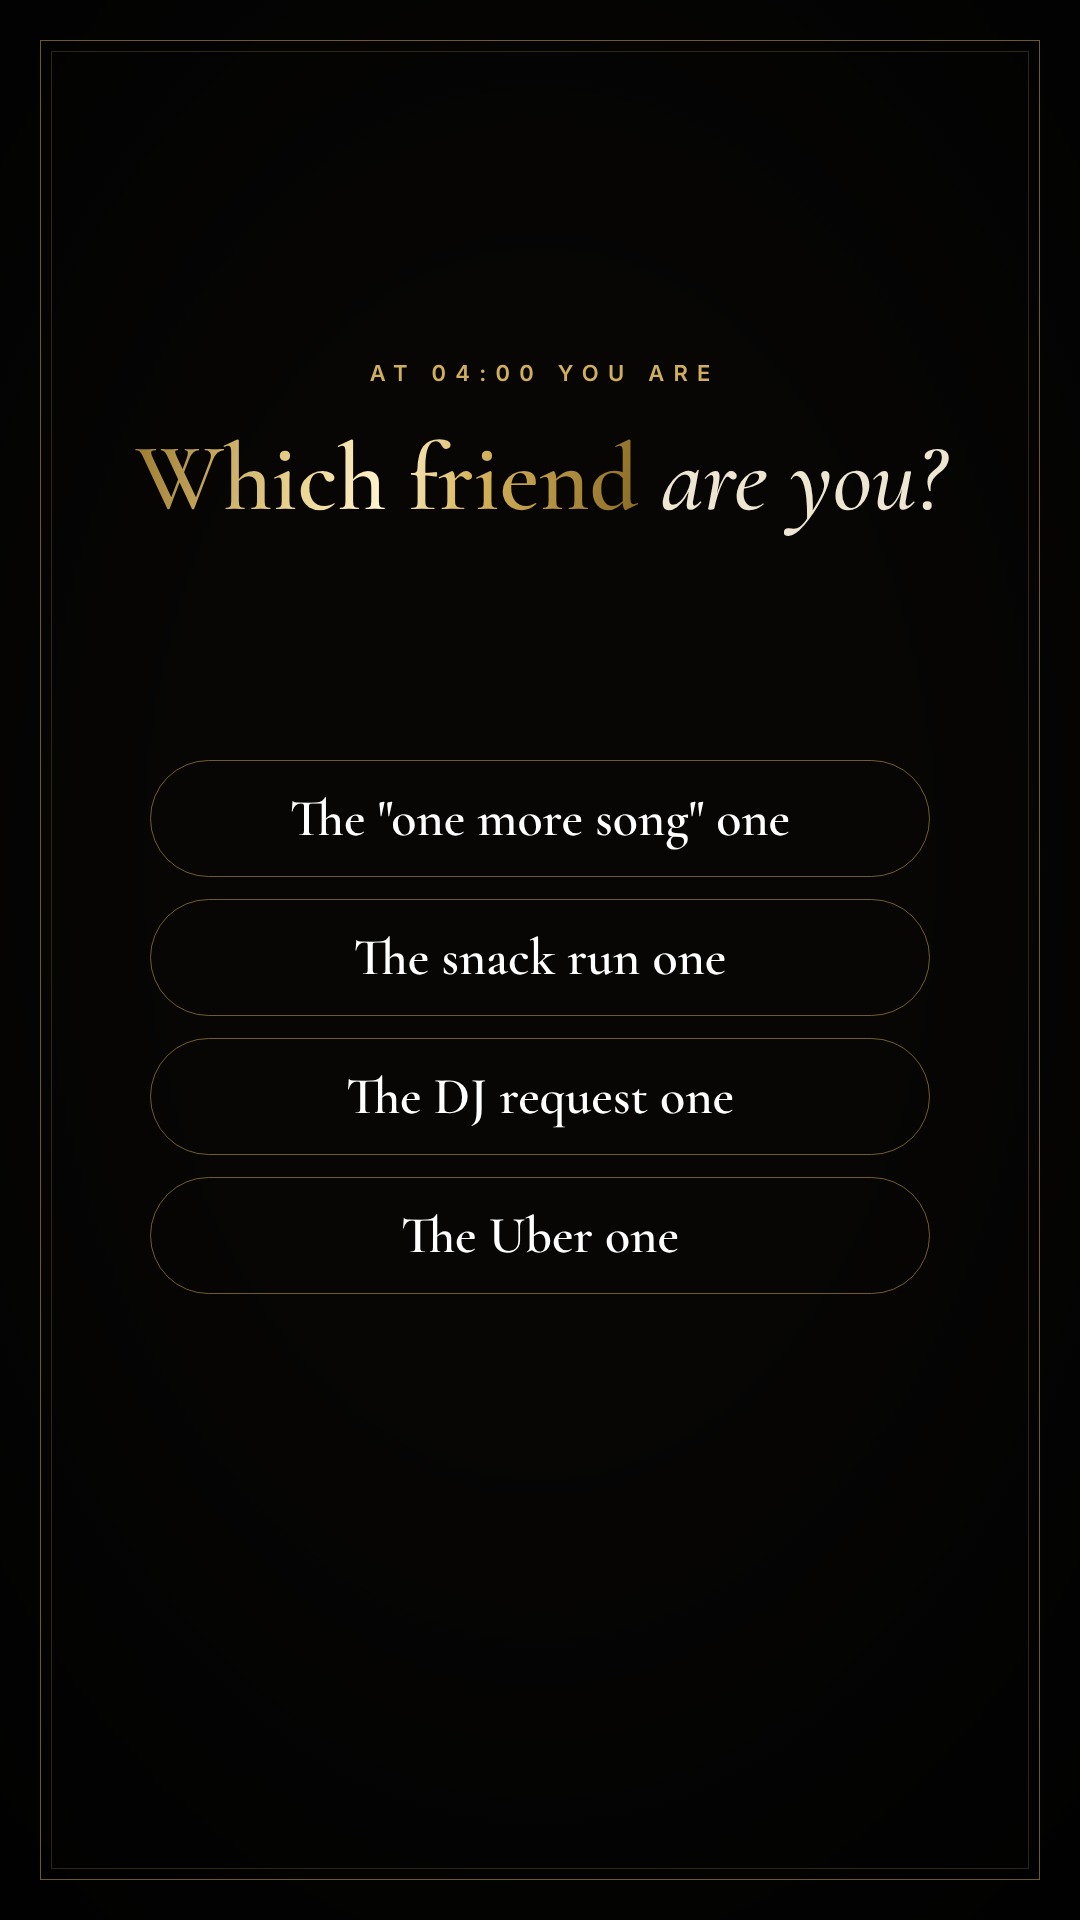 AT 04:00 YOU ARE
Which friend are you?
The "one more song" one
The snack run one
The DJ request one
The Uber one